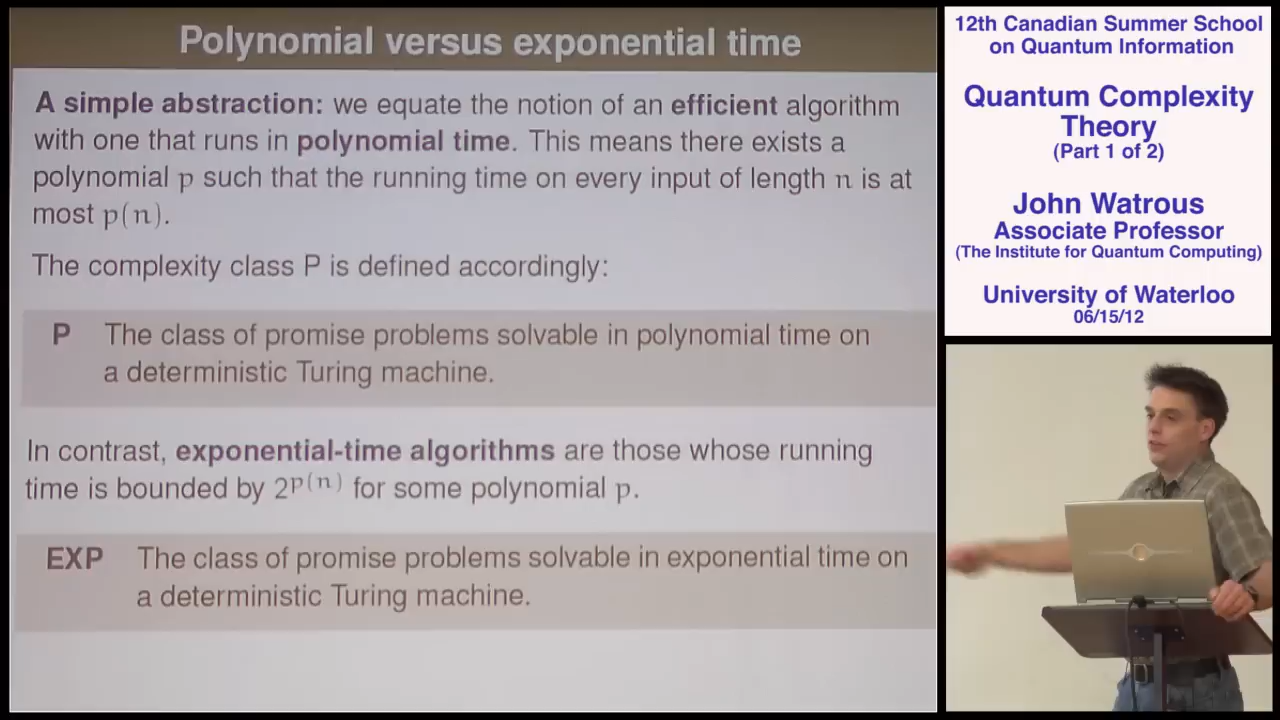 Polynomial versus exponential time
A simple abstraction: we equate the notion of an efficient algorithm
with one that runs in polynomial time. This means there exists a
polynomial p such that the running time on every input of length n is at
most p(n).
The complexity class P is defined accordingly:
P The class of promise problems solvable in polynomial time on
a deterministic Turing machine.
In contrast, exponential-time algorithms are those whose running
time is bounded by 2^p(n) for some polynomial p.
EXP The class of promise problems solvable in exponential time on
a deterministic Turing machine.
12th Canadian Summer School
on Quantum Information
Quantum Complexity
Theory
(Part 1 of 2)
John Watrous
Associate Professor
(The Institute for Quantum Computing)
University of Waterloo
06/15/12